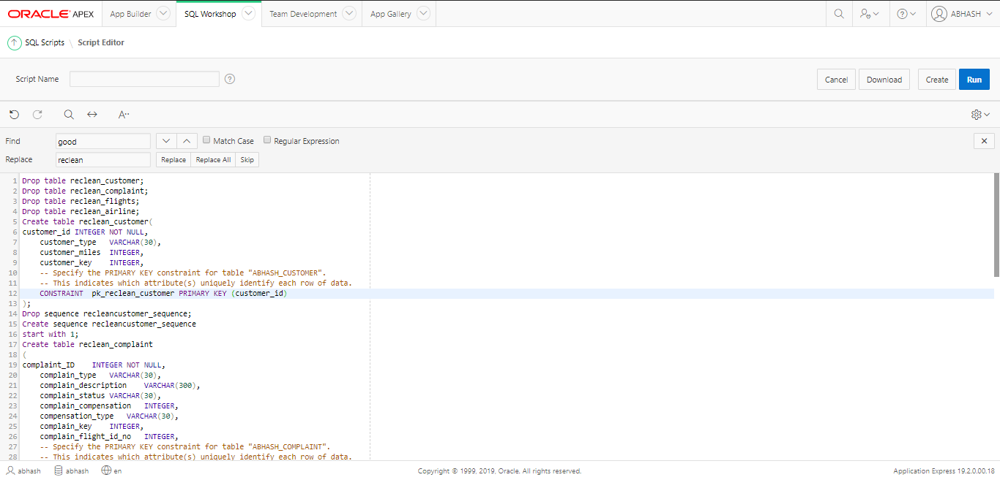 ORACLE APEX App Builder SQL Workshop Team Development App Gallery ABHASH
SQL Scripts \ Script Editor
Script Name Cancel Download Create Run
A··
Find good Match Case Regular Expression
Replace reclean Replace Replace All Skip
1 Drop table reclean_customer;
2 Drop table reclean_complaint;
3 Drop table reclean_flights;
4 Drop table reclean_airline;
5 Create table reclean_customer(
6 customer_id INTEGER NOT NULL,
7 customer_type VARCHAR(30),
8 customer_miles INTEGER,
9 customer_key INTEGER,
10 -- Specify the PRIMARY KEY constraint for table "ABHASH_CUSTOMER".
11 -- This indicates which attribute(s) uniquely identify each row of data.
12 CONSTRAINT pk_reclean_customer PRIMARY KEY (customer_id)
13 );
14 Drop sequence recleancustomer_sequence;
15 Create sequence recleancustomer_sequence
16 start with 1;
17 Create table reclean_complaint
18 (
19 complaint_ID INTEGER NOT NULL,
20 complain_type VARCHAR(30),
21 complain_description VARCHAR(300),
22 complain_status VARCHAR(30),
23 complain_compensation INTEGER,
24 compensation_type VARCHAR(30),
25 complain_key INTEGER,
26 complain_flight_id_no INTEGER,
27 -- Specify the PRIMARY KEY constraint for table "ABHASH_COMPLAINT".
28 -- This indicates which attribute(s) uniquely identify each row of data.
abhash abhash en Copyright © 1999, 2019, Oracle. All rights reserved. Application Express 19.2.0.00.18